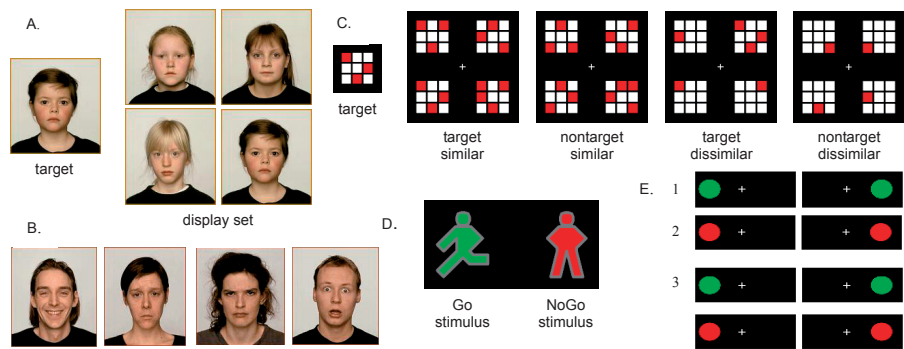 A.
target
display set
B.
C.
target
target
similar
nontarget
similar
target
dissimilar
nontarget
dissimilar
D.
Go
stimulus
NoGo
stimulus
E.
1
2
3